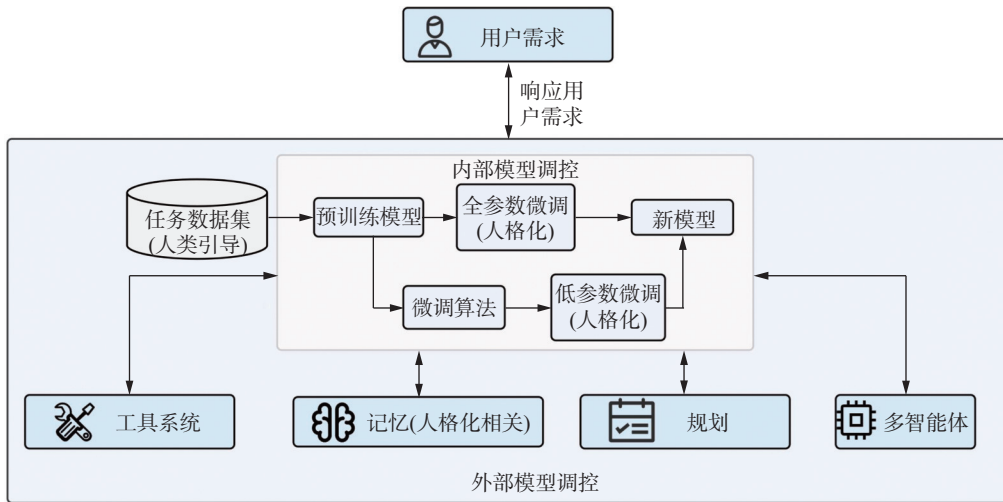 用户需求
响应用
户需求
内部模型调控
任务数据集
(人类引导)
预训练模型
全参数微调
(人格化)
新模型
微调算法
低参数微调
(人格化)
工具系统
记忆(人格化相关)
规划
多智能体
外部模型调控